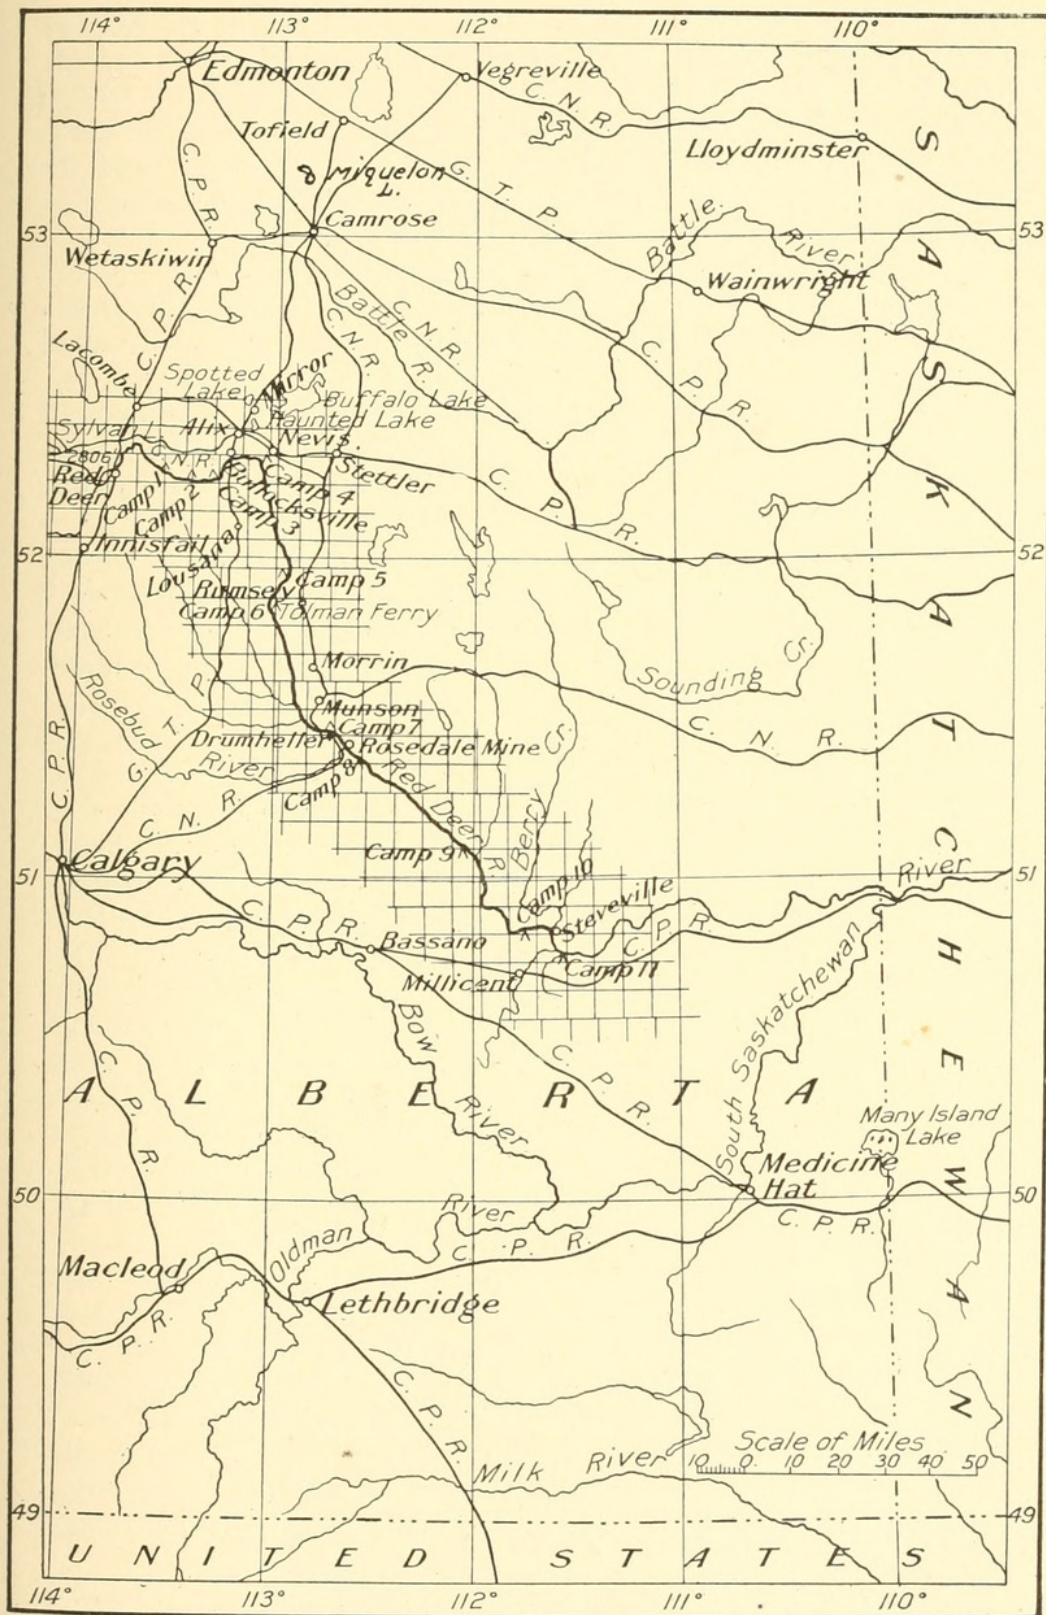 114° 113° 112° 111° 110°
Edmonton
Vegreville
C. N. R.
Tofield
Lloydminster
C. P. R.
Miquelon
L.
G. T. P.
Camrose
53 53
Wetaskiwin
Battle River
Wainwright
C. P. R.
Battle R.
C. N. R.
C. N. R.
Lacombe
Spotted
Lake
Mirror
C. P. R.
Buffalo Lake
Haunted Lake
Sylvan L.
Alix
Nevis
2806
C. N. R.
Stettler
Red
Deer
Camp 1
Camp 2
Bullocksville
Camp 4
Camp 3
C. P. R.
Innisfail
52 52
Lousana
Rumsey
Camp 5
Camp 6
Tolman Ferry
Morrin
Sounding Cr.
Rosebud
River
G. T. P.
Munson
Camp 7
Drumheller
Rosedale Mine
C. N. R.
C. P. R.
Camp 8
Red Deer R.
Berry Cr.
C. N. R.
Camp 9
Calgary
51 51
River
Camp 10
Steveville
C. P. R.
Bassano
C. P. R.
Millicent
Camp 11
Bow
River
South Saskatchewan
C. P. R.
C. P. R.
ALBERTA
SASKATCHEWAN
Many Island
Lake
Medicine
Hat
50 50
River
Oldman
C. P. R.
C. P. R.
Macleod
Lethbridge
C. P. R.
C. P. R.
Scale of Miles
10 0 10 20 30 40 50
Milk River
49 49
UNITED STATES
114° 113° 112° 111° 110°